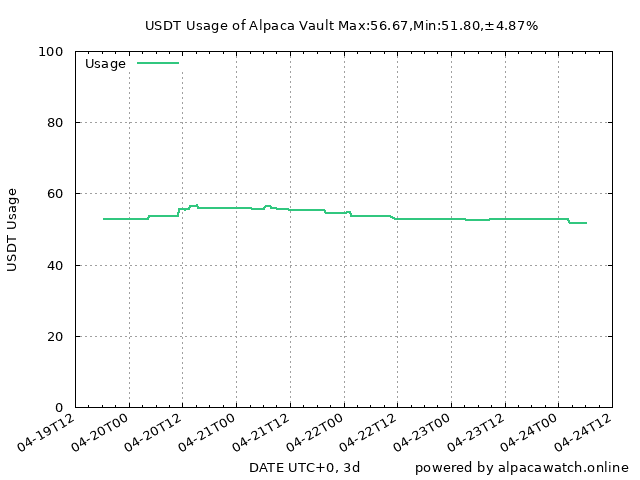 USDT Usage of Alpaca Vault Max:56.67,Min:51.80,±4.87%
100
Usage
80
60
40
20
0
USDT Usage
04-19T12
04-20T00
04-20T12
04-21T00
04-21T12
04-22T00
04-22T12
04-23T00
04-23T12
04-24T00
04-24T12
DATE UTC+0, 3d
powered by alpacawatch.online